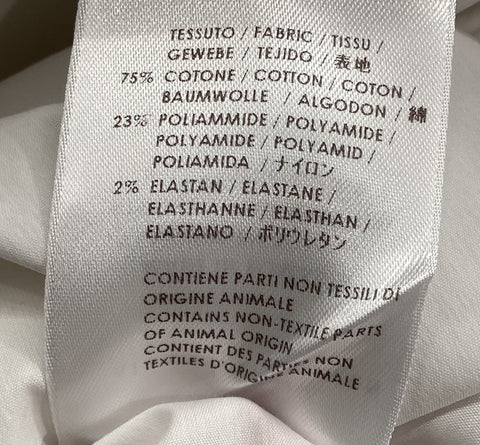 TESSUTO / FABRIC / TISSU /
GEWEBE / TEJIDO / 表地
75% COTONE / COTTON / COTON /
BAUMWOLLE / ALGODON / 綿
23% POLIAMMIDE / POLYAMIDE /
POLYAMIDE / POLYAMID /
POLIAMIDA / ナイロン
2% ELASTAN / ELASTANE /
ELASTHANNE / ELASTHAN /
ELASTANO / ポリウレタン
CONTIENE PARTI NON TESSILI DI
ORIGINE ANIMALE
CONTAINS NON-TEXTILE PARTS
OF ANIMAL ORIGIN
CONTIENT DES PARTIES NON
TEXTILES D'ORIGINE ANIMALE